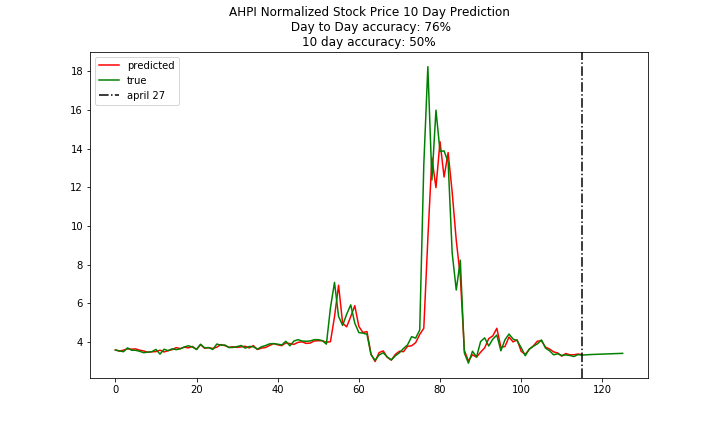 AHPI Normalized Stock Price 10 Day Prediction
Day to Day accuracy: 76%
10 day accuracy: 50%
predicted
true
april 27
18
16
14
12
10
8
6
4
0
20
40
60
80
100
120